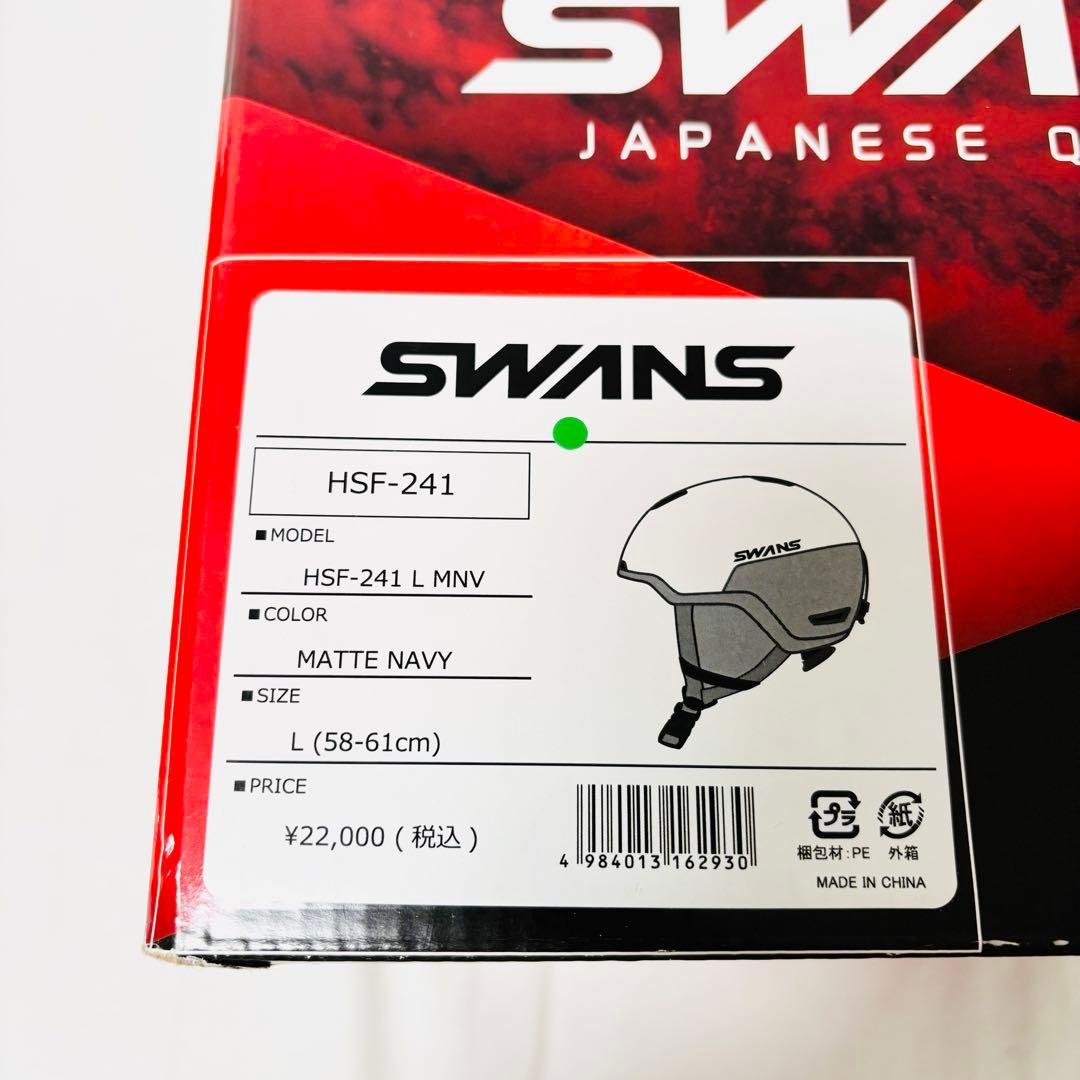 SWAN
JAPANESE Q
SWANS
HSF-241
■MODEL
HSF-241 L MNV
■COLOR
MATTE NAVY
■SIZE
L (58-61cm)
■PRICE
¥22,000 ( 税込 )
SWANS
4 984013 162930
プラ
紙
梱包材:PE 外箱
MADE IN CHINA